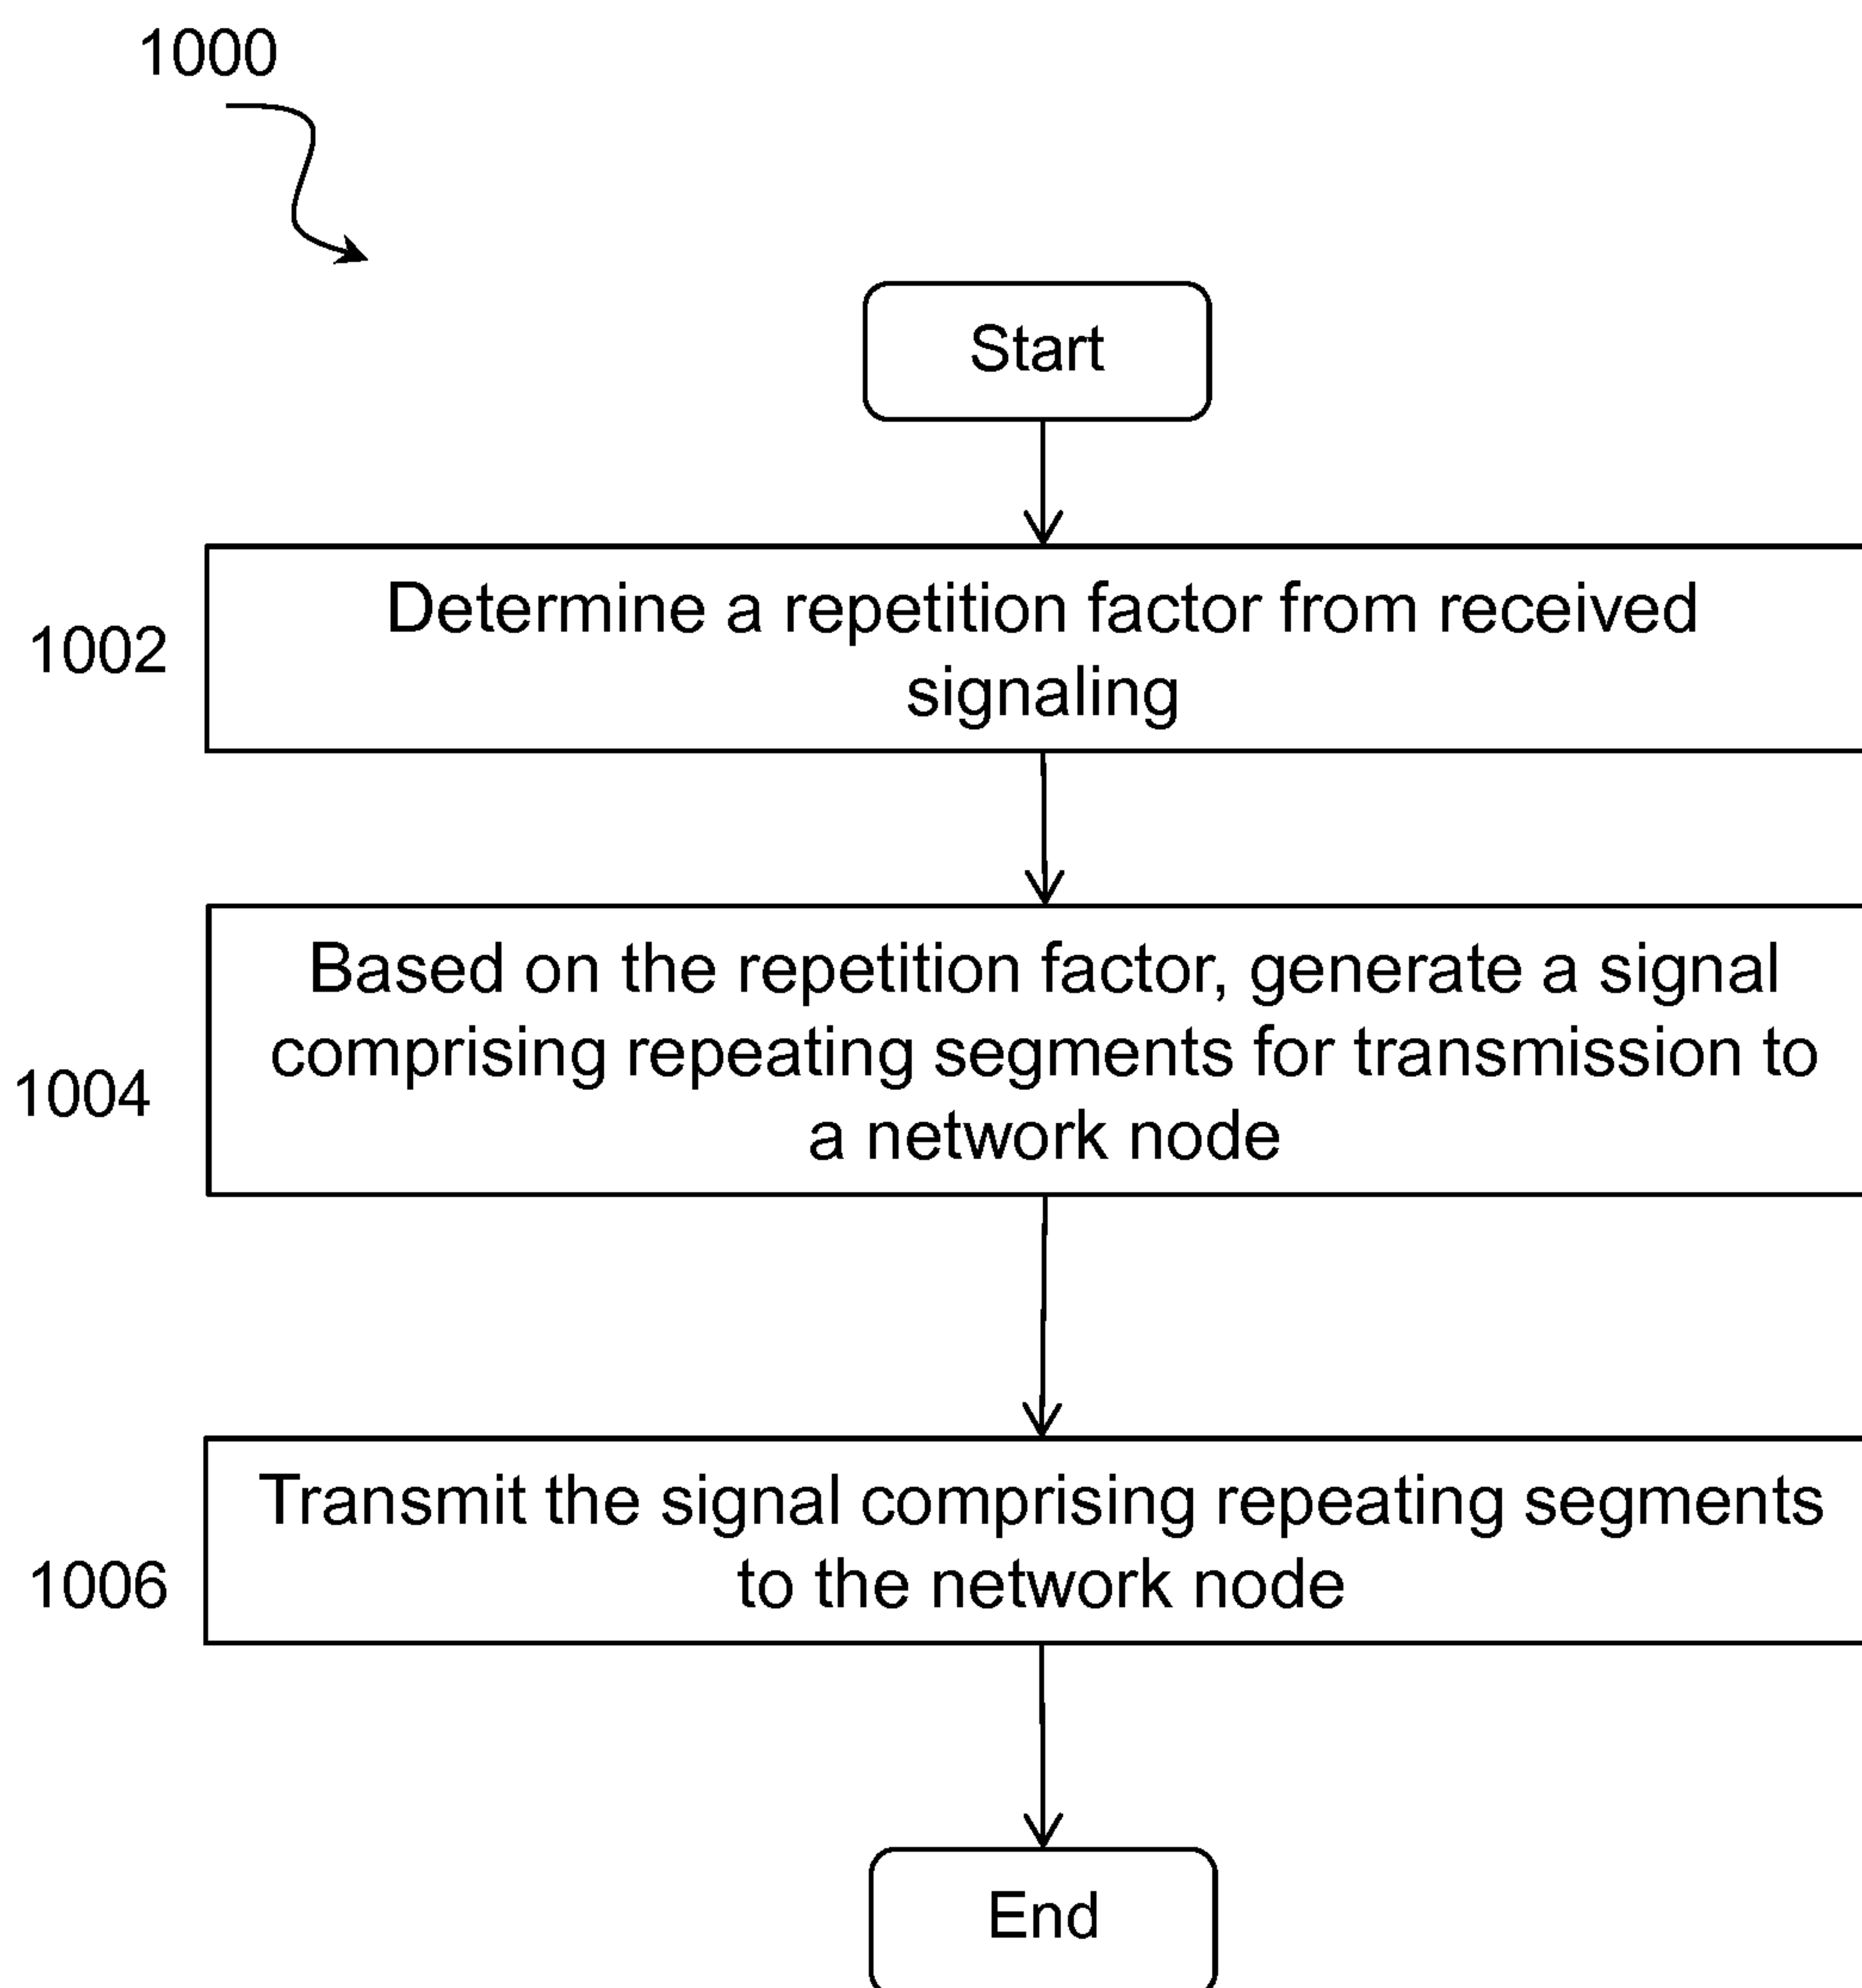 1000
Start
1002
Determine a repetition factor from received
signaling
1004
Based on the repetition factor, generate a signal
comprising repeating segments for transmission to
a network node
1006
Transmit the signal comprising repeating segments
to the network node
End